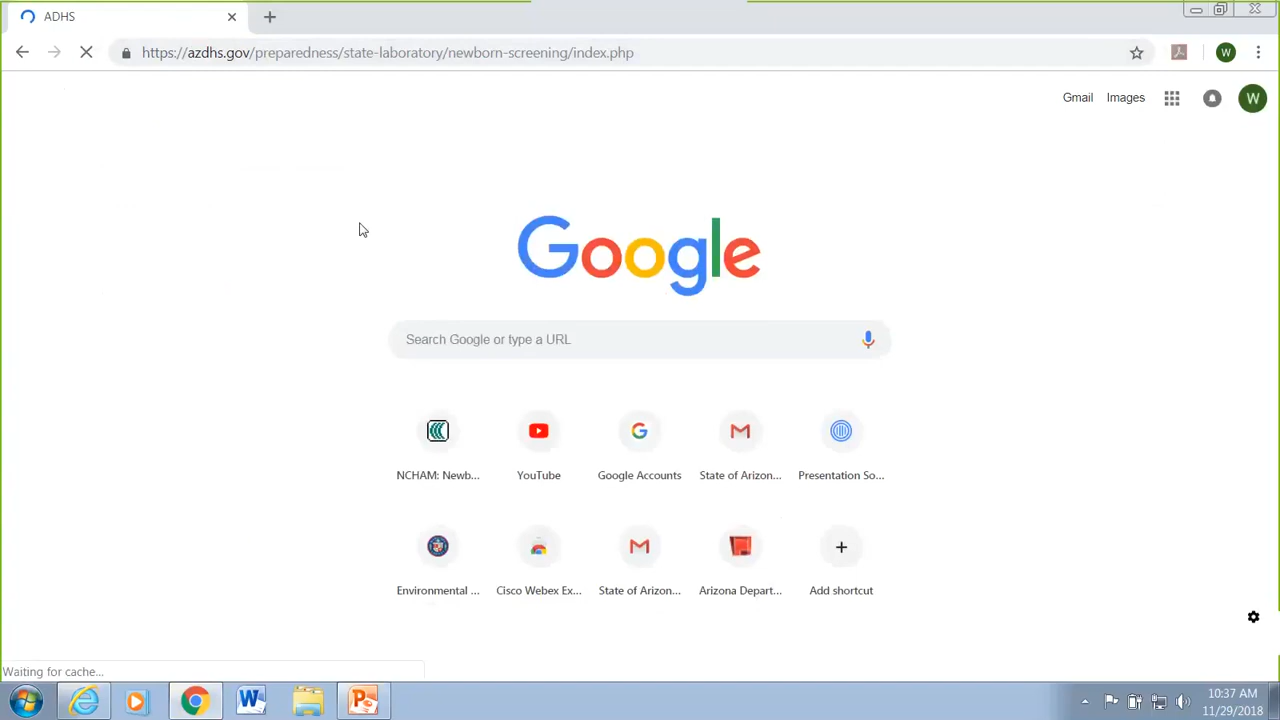 ADHS
https://azdhs.gov/preparedness/state-laboratory/newborn-screening/index.php
W
Gmail Images
W
Google
Search Google or type a URL
NCHAM: Newb... YouTube Google Accounts State of Arizon... Presentation So...
Environmental ... Cisco Webex Ex... State of Arizon... Arizona Depart... Add shortcut
Waiting for cache...
10:37 AM
11/29/2018